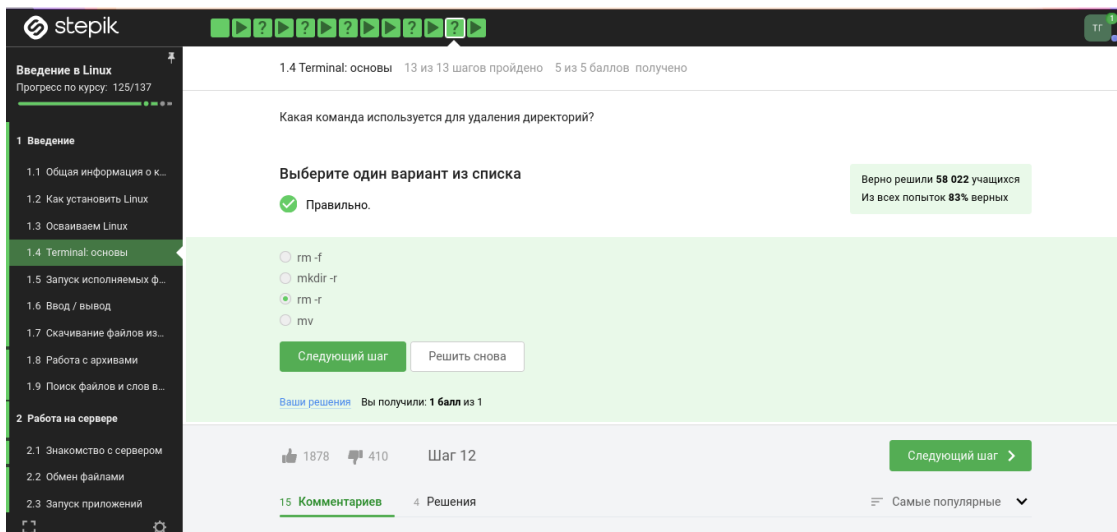 stepik
?
?
?
?
?
ТГ
1
Введение в Linux
Прогресс по курсу: 125/137
1 Введение
1.1 Общая информация о к...
1.2 Как установить Linux
1.3 Осваиваем Linux
1.4 Terminal: основы
1.5 Запуск исполняемых ф...
1.6 Ввод / вывод
1.7 Скачивание файлов из...
1.8 Работа с архивами
1.9 Поиск файлов и слов в...
2 Работа на сервере
2.1 Знакомство с сервером
2.2 Обмен файлами
2.3 Запуск приложений
1.4 Terminal: основы 13 из 13 шагов пройдено 5 из 5 баллов получено
Какая команда используется для удаления директорий?
Выберите один вариант из списка
Правильно.
Верно решили 58 022 учащихся
Из всех попыток 83% верных
rm -f
mkdir -r
rm -r
mv
Следующий шаг Решить снова
Ваши решения Вы получили: 1 балл из 1
1878 410 Шаг 12 Следующий шаг
15 Комментариев 4 Решения Самые популярные